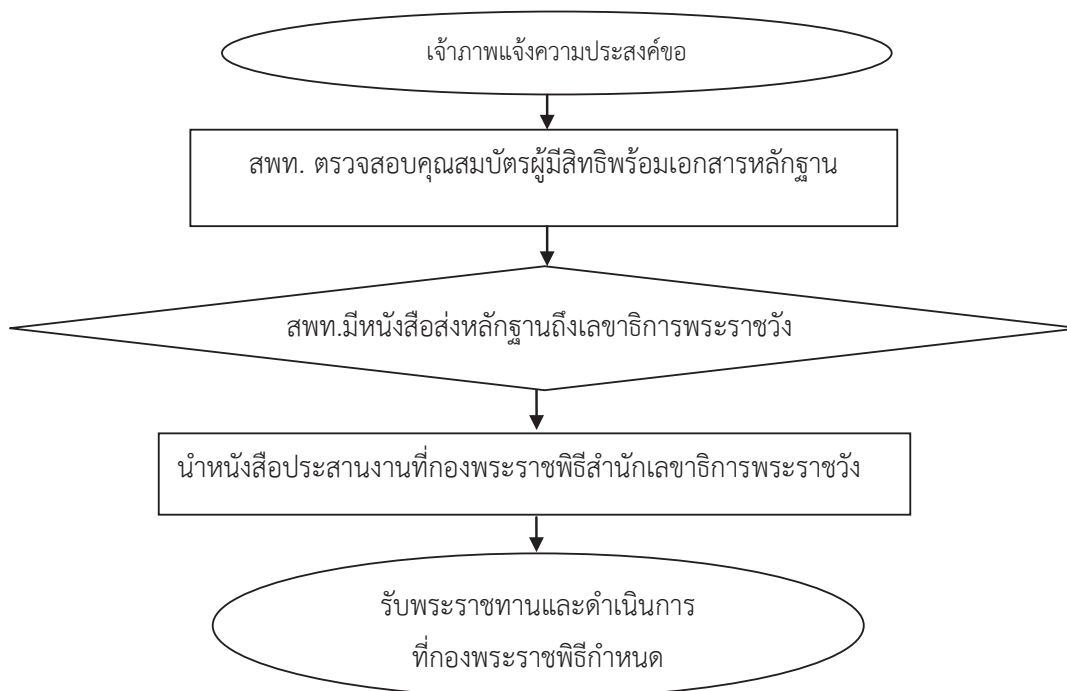 เจ้าภาพแจ้งความประสงค์ขอ
สพท. ตรวจสอบคุณสมบัตรผู้มีสิทธิพร้อมเอกสารหลักฐาน
สพท.มีหนังสือส่งหลักฐานถึงเลขาธิการพระราชวัง
นำหนังสือประสานงานที่กองพระราชพิธีสำนักเลขาธิการพระราชวัง
รับพระราชทานและดำเนินการ
ที่กองพระราชพิธีกำหนด